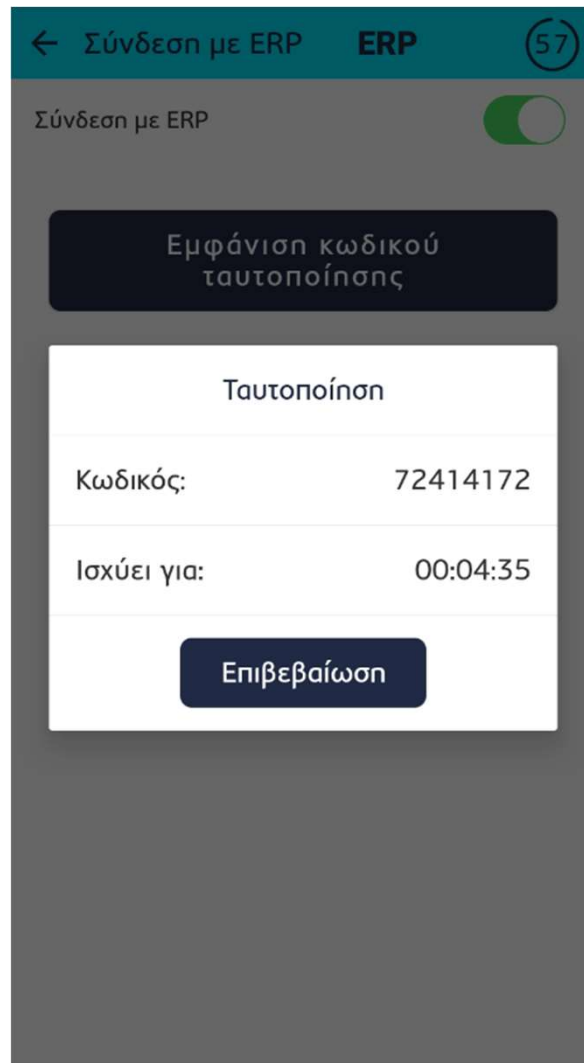 Σύνδεση με ERP ERP 57
Σύνδεση με ERP
Εμφάνιση κωδικού
ταυτοποίησης
Ταυτοποίηση
Κωδικός: 72414172
Ισχύει για: 00:04:35
Επιβεβαίωση